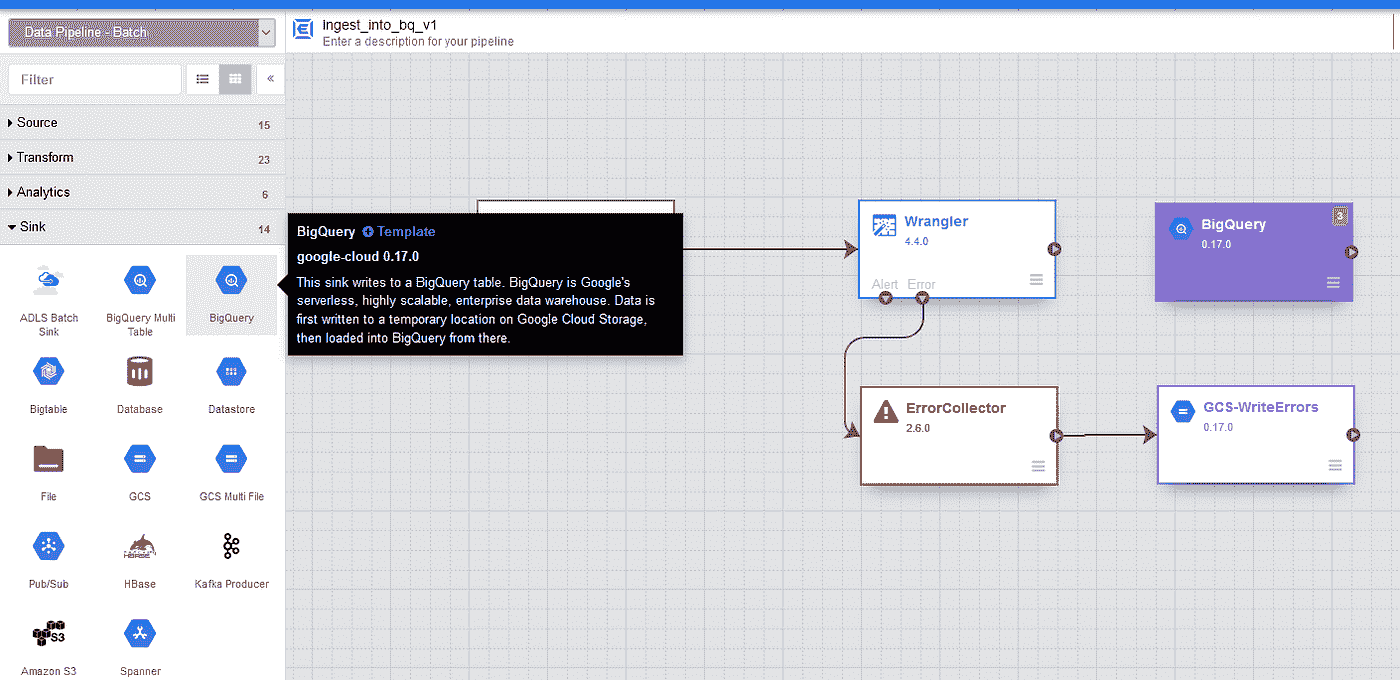 Data Pipeline - Batch
Ingest_into_bq_v1
Enter a description for your pipeline
Filter
Source 15
Transform 23
Analytics 6
Sink 14
ADLS Batch
Sink
BigQuery Multi
Table
BigQuery
Bigtable
Database
Datastore
File
GCS
GCS Multi File
Pub/Sub
HBASE
HBase
Kafka Producer
S3
Amazon S3
Spanner
BigQuery Template
google-cloud 0.17.0
This sink writes to a BigQuery table. BigQuery is Google's
serverless, highly scalable, enterprise data warehouse. Data is
first written to a temporary location on Google Cloud Storage,
then loaded into BigQuery from there.
Wrangler
4.4.0
Alert Error
BigQuery
3
0.17.0
ErrorCollector
2.6.0
GCS-WriteErrors
0.17.0